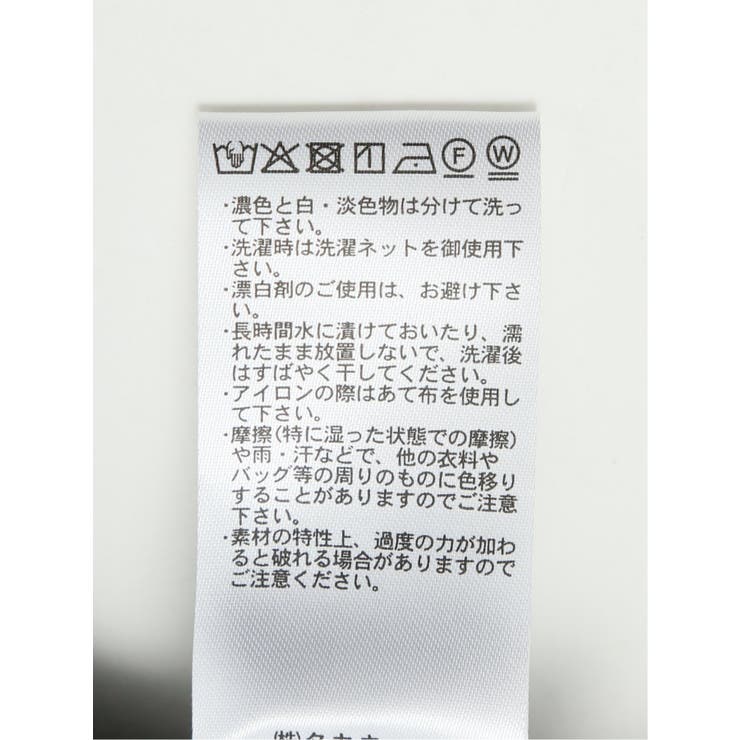 F W
・濃色と白・淡色物は分けて洗っ
て下さい。
・洗濯時は洗濯ネットを御使用下
さい。
・漂白剤のご使用は、お避け下さ
い。
・長時間水に漬けておいたり、濡
れたまま放置しないで、洗濯後
はすばやく干してください。
・アイロンの際はあて布を使用し
て下さい。
・摩擦(特に湿った状態での摩擦)
や雨・汗などで、他の衣料や
バッグ等の周りのものに色移り
することがありますのでご注意
下さい。
・素材の特性上、過度の力が加わ
ると破れる場合がありますので
ご注意ください。
(株)タカキ